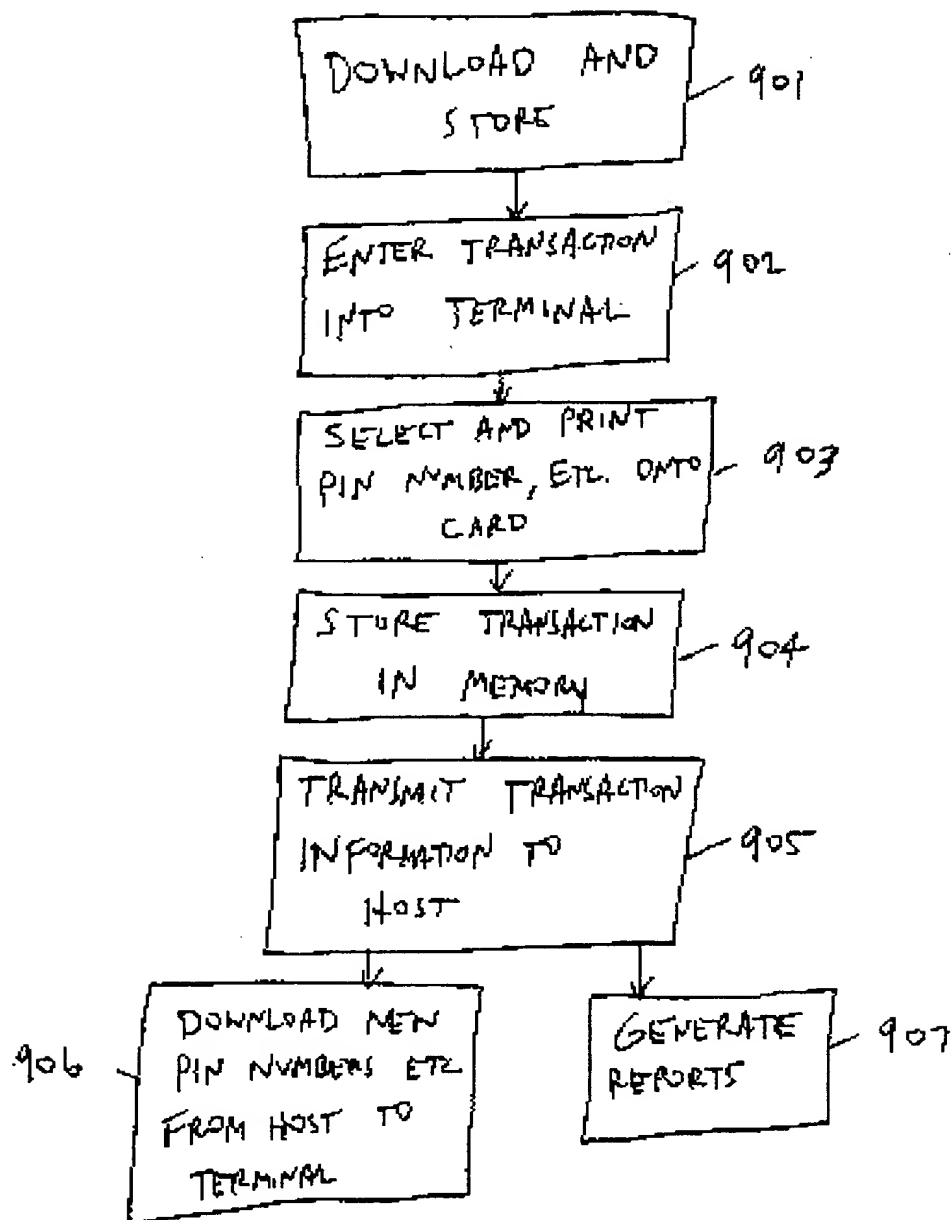 DOWNLOAD AND
STORE
901
ENTER TRANSACTION
INTO TERMINAL
902
SELECT AND PRINT
PIN NUMBER, ETC. ONTO
CARD
903
STORE TRANSACTION
IN MEMORY
904
TRANSMIT TRANSACTION
INFORMATION TO
HOST
905
DOWNLOAD NEW
PIN NUMBERS ETC
FROM HOST TO
TERMINAL
906
GENERATE
REPORTS
907